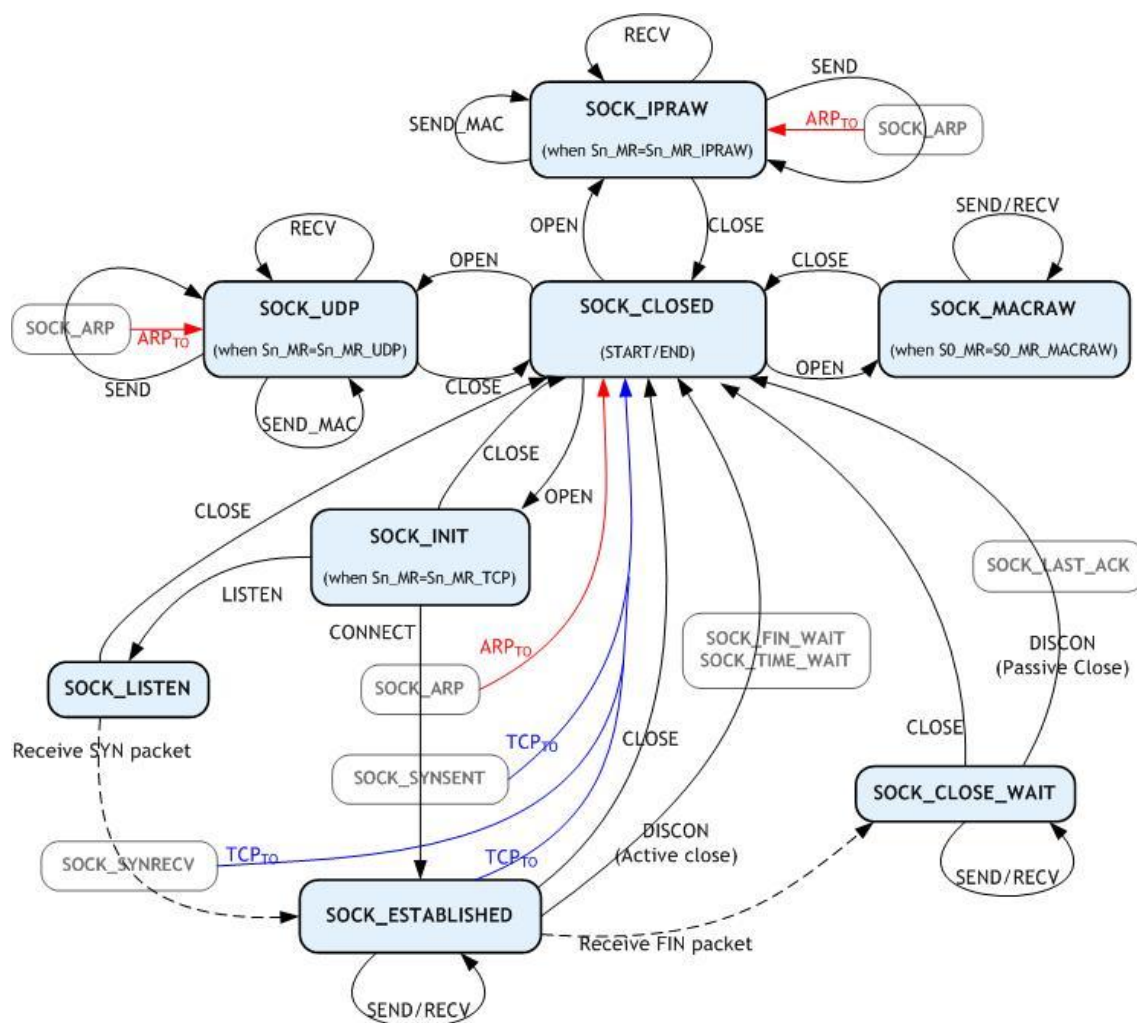 RECV
SEND
SOCK_IPRAW
SEND_MAC
ARPTO
SOCK_ARP
(when Sn_MR=Sn_MR_IPRAW)
OPEN
CLOSE
SEND/RECV
RECV
OPEN
CLOSE
SOCK_UDP
SOCK_CLOSED
SOCK_MACRAW
SOCK_ARP
ARPTO
(when Sn_MR=Sn_MR_UDP)
(START/END)
(when S0_MR=S0_MR_MACRAW)
SEND
CLOSE
OPEN
SEND_MAC
CLOSE
CLOSE
OPEN
SOCK_INIT
(when Sn_MR=Sn_MR_TCP)
LISTEN
SOCK_LAST_ACK
CONNECT
ARPTO
SOCK_FIN_WAIT
SOCK_TIME_WAIT
DISCON
(Passive Close)
SOCK_LISTEN
SOCK_ARP
Receive SYN packet
TCPTO
CLOSE
CLOSE
SOCK_SYNSENT
SOCK_CLOSE_WAIT
DISCON
(Active close)
SOCK_SYNRECV
TCPTO
TCPTO
SEND/RECV
SOCK_ESTABLISHED
Receive FIN packet
SEND/RECV